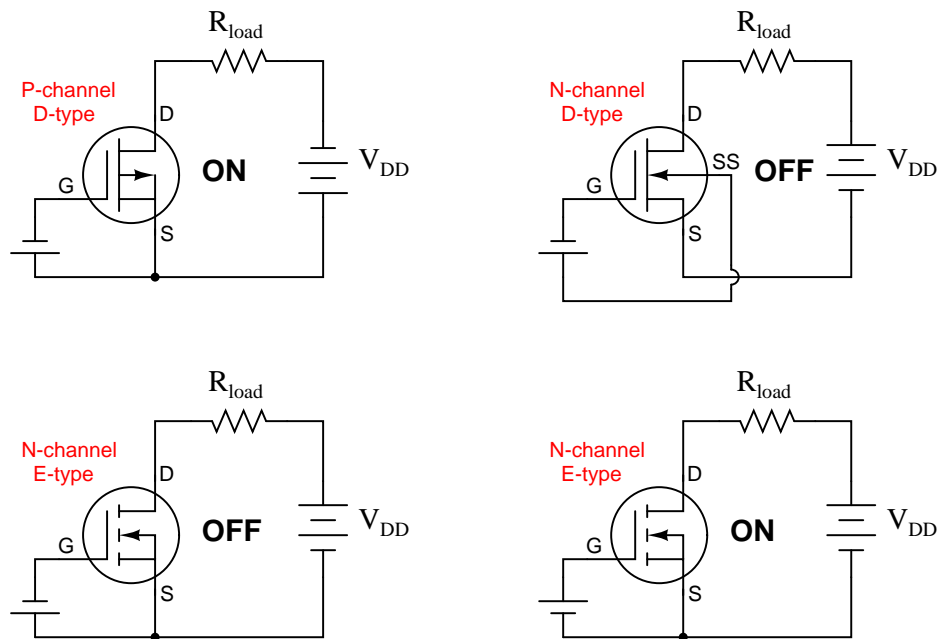 R_load
P-channel
D-type
D
ON
V_DD
G
S
R_load
N-channel
D-type
D
SS
OFF
V_DD
G
S
R_load
N-channel
E-type
D
OFF
V_DD
G
S
R_load
N-channel
E-type
D
ON
V_DD
G
S